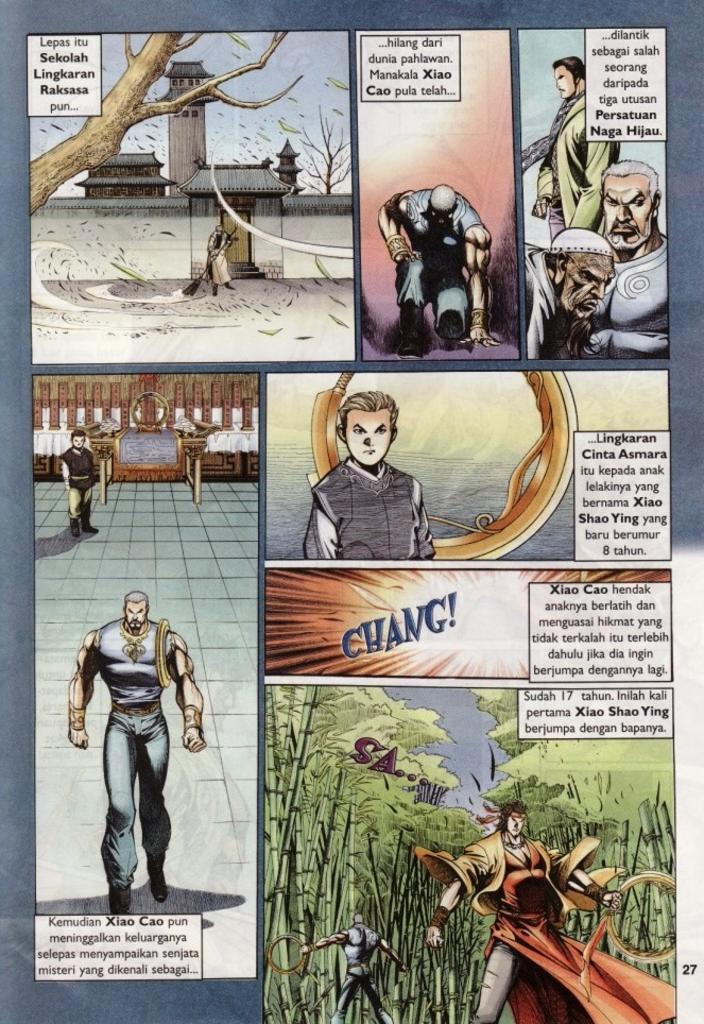 Lepas itu
Sekolah
Lingkaran
Raksasa
pun...
...hilang dari
dunia pahlawan.
Manakala Xiao
Cao pula telah...
...dilantik
sebagai salah
seorang
daripada
tiga utusan
Persatuan
Naga Hijau.
Kemudian Xiao Cao pun
meninggalkan keluarganya
selepas menyampaikan senjata
misteri yang dikenali sebagai...
...Lingkaran
Cinta Asmara
itu kepada anak
lelakinya yang
bernama Xiao
Shao Ying yang
baru berumur
8 tahun.
CHANG!
Xiao Cao hendak
anaknya berlatih dan
menguasai hikmat yang
tidak terkalah itu terlebih
dahulu jika dia ingin
berjumpa dengannya lagi.
Sudah 17 tahun. Inilah kali
pertama Xiao Shao Ying
berjumpa dengan bapanya.
SA...
27